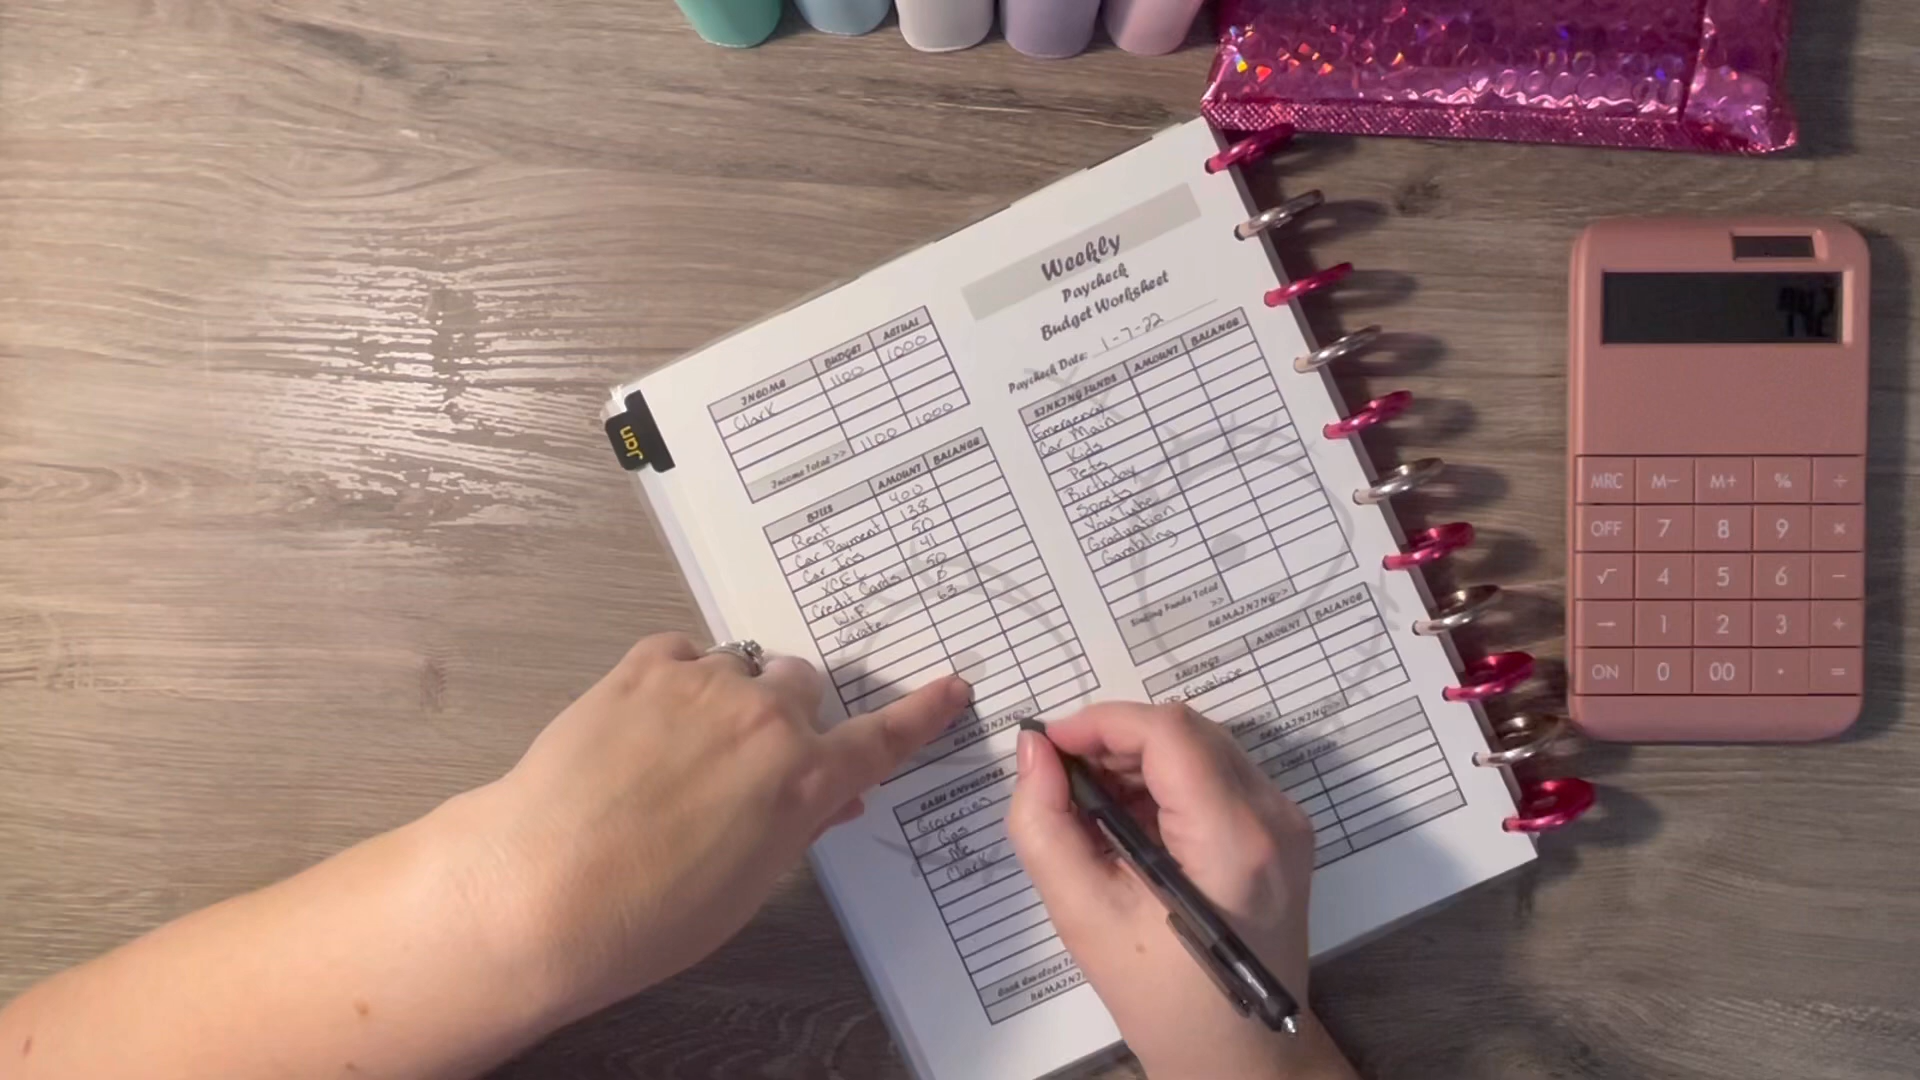 Weekly
Paycheck
Budget Worksheet
Paycheck Date: 1-7-22
Jan
INCOME BUDGET ACTUAL
Clark 1100 1000
Income Total >> 1100 1000
BILLS AMOUNT BALANCE
Rent 400
Car Payment 138
Car Ins 50
XCEL 41
Credit Cards 50
Wifi
Karate 63
REMAINING>>
CASH ENVELOPES
Groceries
Gas
Me
Clark
REMAIN
SINKING FUNDS AMOUNT BALANCE
Emergency
Car Main
Kids
Pets
Birthday
Sports
YouTube
Graduation
Gambling
Sinking Funds Total >>
REMAINING>>
SAVINGS AMOUNT BALANCE
Envelope
Total >>
REMAINING>>
MRC M− M+ % ÷
OFF 7 8 9 ×
√ 4 5 6 −
→ 1 2 3 +
ON 0 00 · =